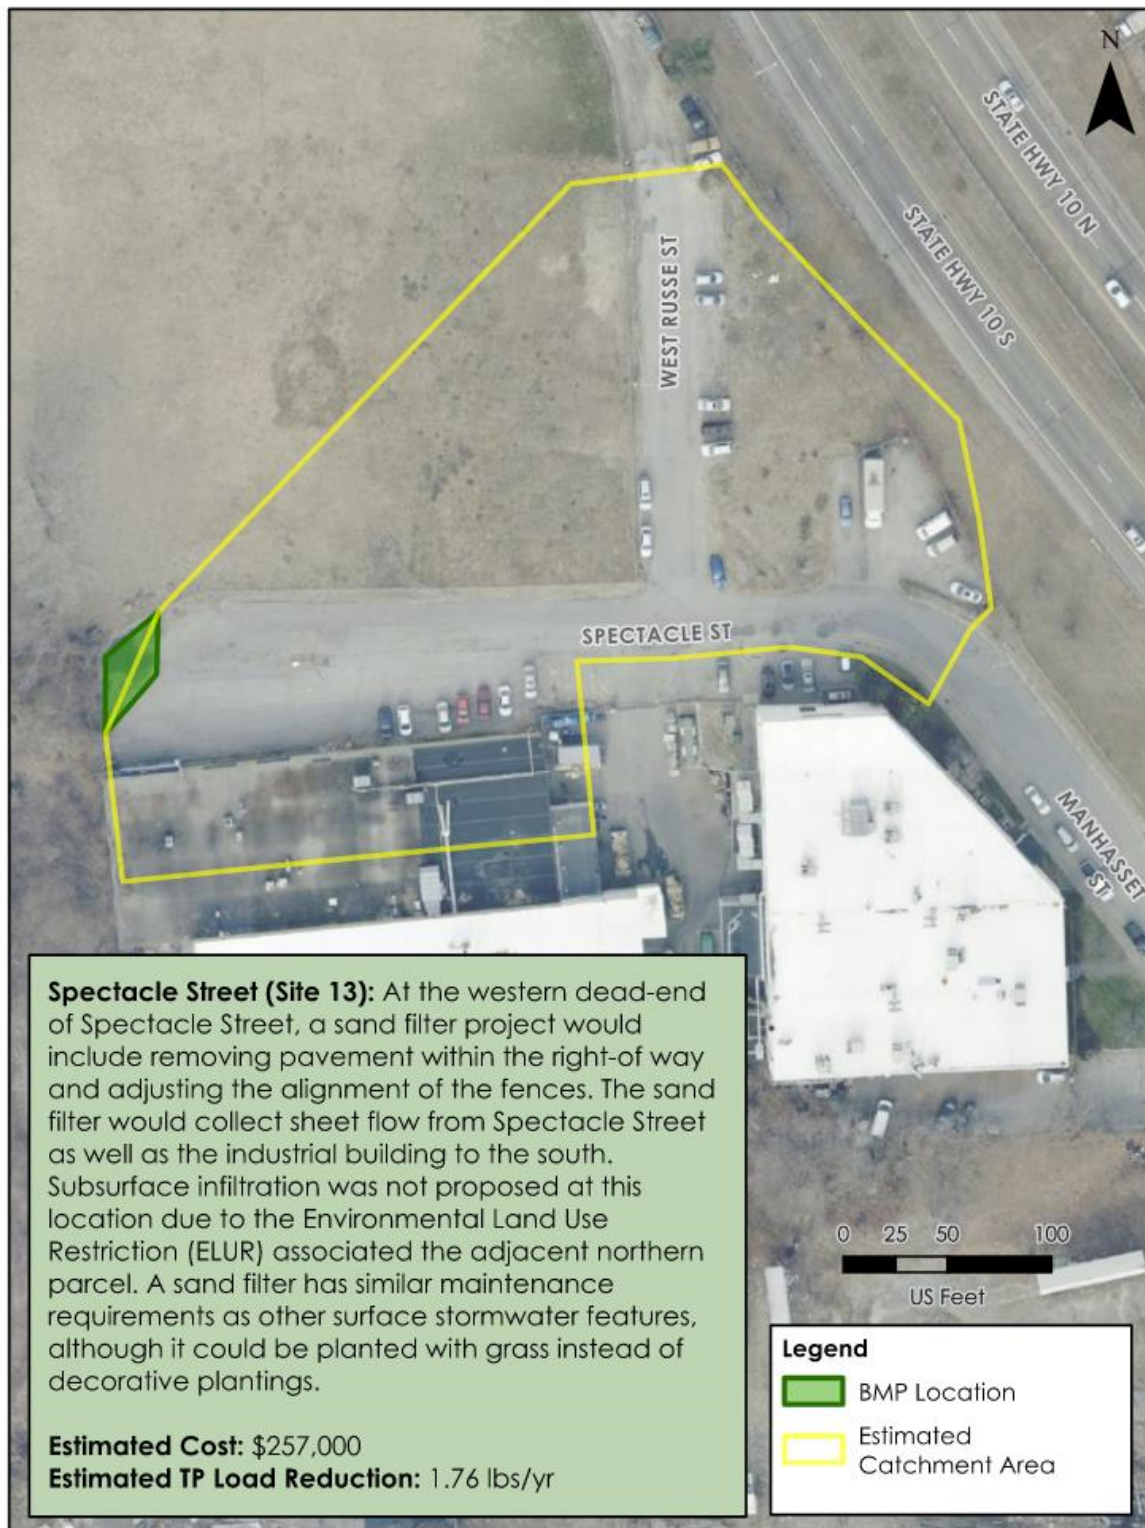 N
STATE HWY 10 N
STATE HWY 10 S
WEST RUSSE ST
SPECTACLE ST
MANHASSET
ST
Spectacle Street (Site 13): At the western dead-end
of Spectacle Street, a sand filter project would
include removing pavement within the right-of way
and adjusting the alignment of the fences. The sand
filter would collect sheet flow from Spectacle Street
as well as the industrial building to the south.
Subsurface infiltration was not proposed at this
location due to the Environmental Land Use
Restriction (ELUR) associated the adjacent northern
parcel. A sand filter has similar maintenance
requirements as other surface stormwater features,
although it could be planted with grass instead of
decorative plantings.
Estimated Cost: $257,000
Estimated TP Load Reduction: 1.76 lbs/yr
0 25 50 100
US Feet
Legend
BMP Location
Estimated
Catchment Area